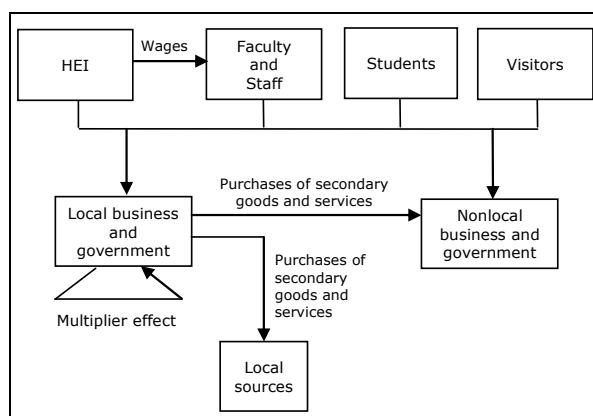 HEI
Wages
Faculty
and
Staff
Students
Visitors
Local business
and
government
Purchases of secondary
goods and services
Nonlocal
business and
government
Purchases of
secondary
goods and
services
Multiplier effect
Local
sources